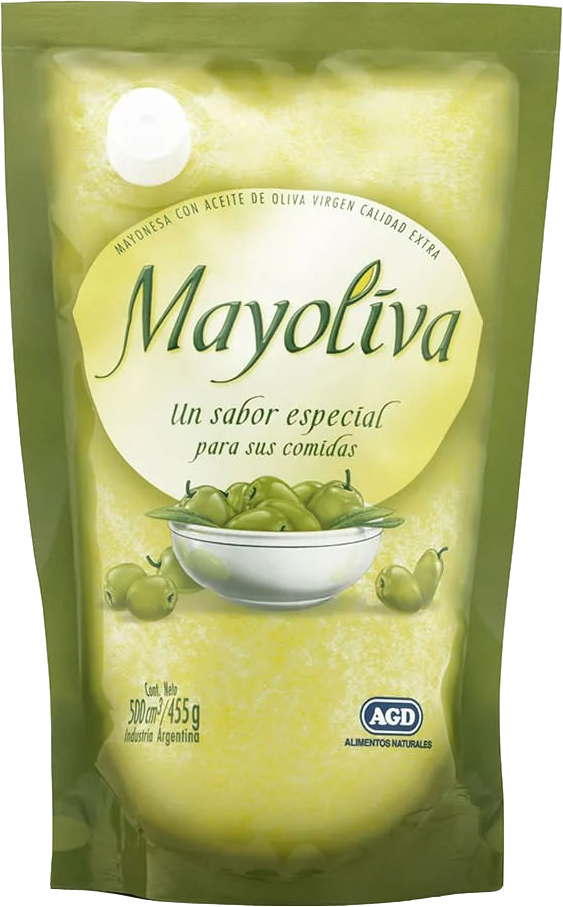 MAYONESA CON ACEITE DE OLIVA VIRGEN CALIDAD EXTRA
Mayoliva
Un sabor especial
para sus comidas
Cont. Neto
500cm³/455g
Industria Argentina
AGD
ALIMENTOS NATURALES